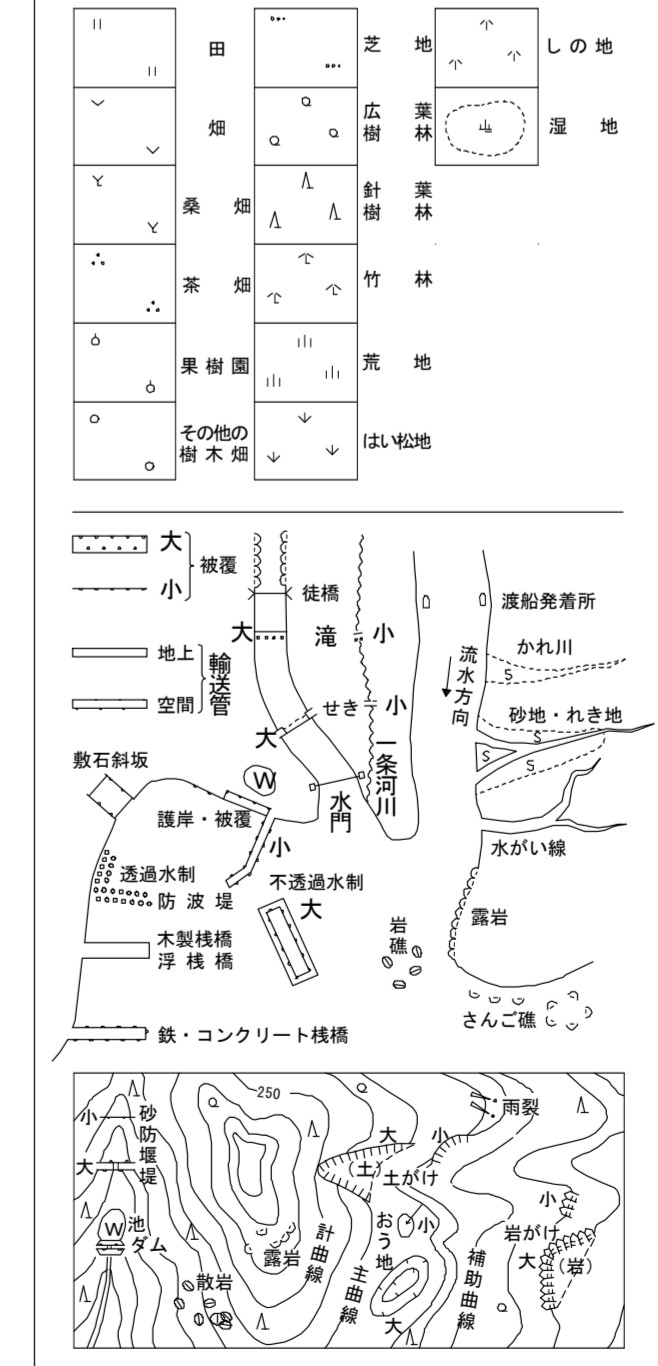 田
畑
桑畑
茶畑
果樹園
その他の
樹木畑
芝地
広葉
樹林
針葉
樹林
竹林
荒地
はい松地
しの地
湿地
大
小
被覆
地上
空間
輸送管
徒橋
大
滝
小
せき
小
大
一条河川
流水方向
渡船発着所
かれ川
S
砂地・れき地
S
S
S
敷石斜坂
W
護岸・被覆
小
水門
水がい線
透過水制
防波堤
不透過水制
大
木製桟橋
浮桟橋
岩礁
露岩
さんご礁
鉄・コンクリート桟橋
250
小
砂防堰堤
大
W
池
ダム
露岩
散岩
計曲線
主曲線
大
小
(土)
土がけ
おう地
小
大
補助曲線
雨裂
小
岩がけ
大
(岩)